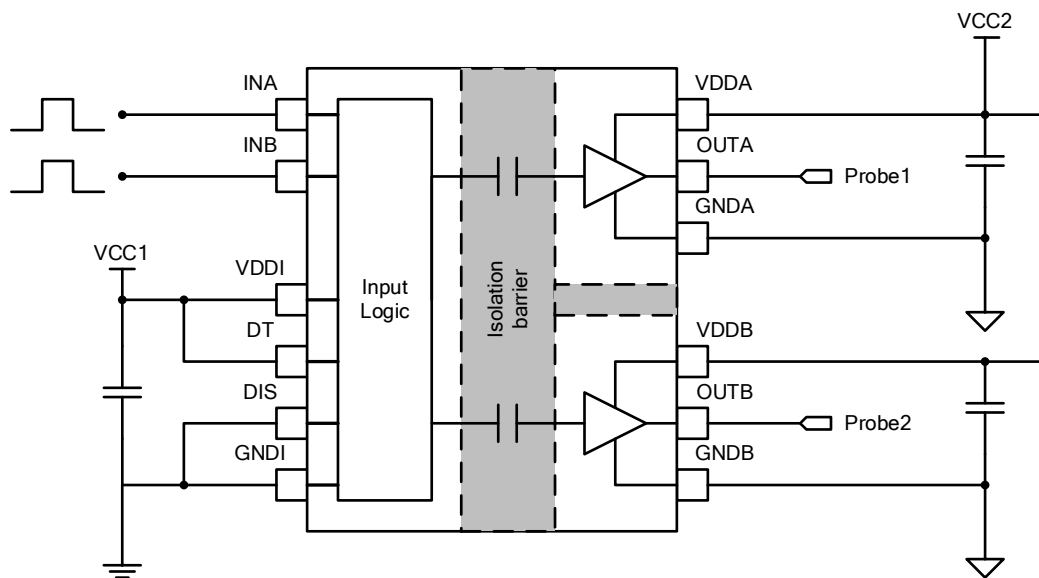 VCC2
INA
VDDA
INB
OUTA
Probe1
GNDA
VCC1
VDDI
Input
Logic
Isolation
barrier
DT
VDDB
DIS
OUTB
Probe2
GNDI
GNDB